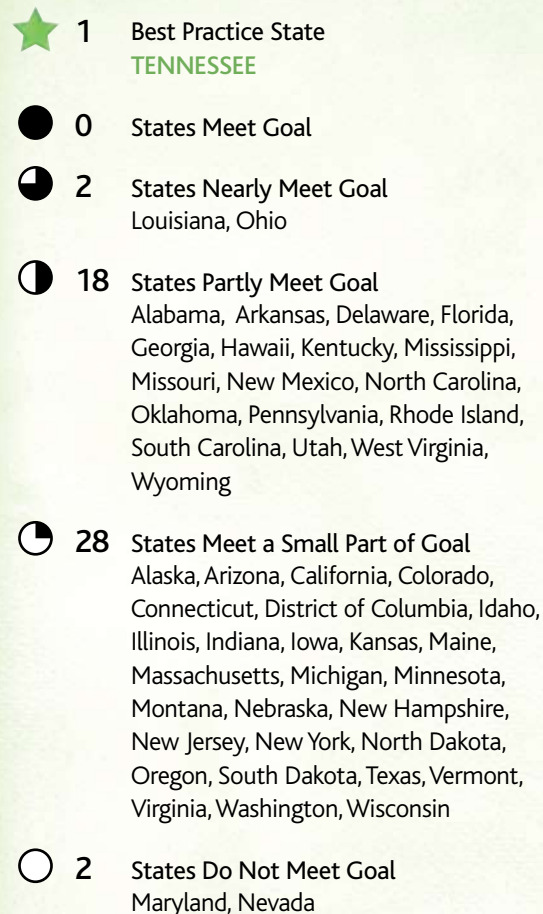 1 Best Practice State
TENNESSEE
0 States Meet Goal
2 States Nearly Meet Goal
Louisiana, Ohio
18 States Partly Meet Goal
Alabama, Arkansas, Delaware, Florida,
Georgia, Hawaii, Kentucky, Mississippi,
Missouri, New Mexico, North Carolina,
Oklahoma, Pennsylvania, Rhode Island,
South Carolina, Utah, West Virginia,
Wyoming
28 States Meet a Small Part of Goal
Alaska, Arizona, California, Colorado,
Connecticut, District of Columbia, Idaho,
Illinois, Indiana, Iowa, Kansas, Maine,
Massachusetts, Michigan, Minnesota,
Montana, Nebraska, New Hampshire,
New Jersey, New York, North Dakota,
Oregon, South Dakota, Texas, Vermont,
Virginia, Washington, Wisconsin
2 States Do Not Meet Goal
Maryland, Nevada